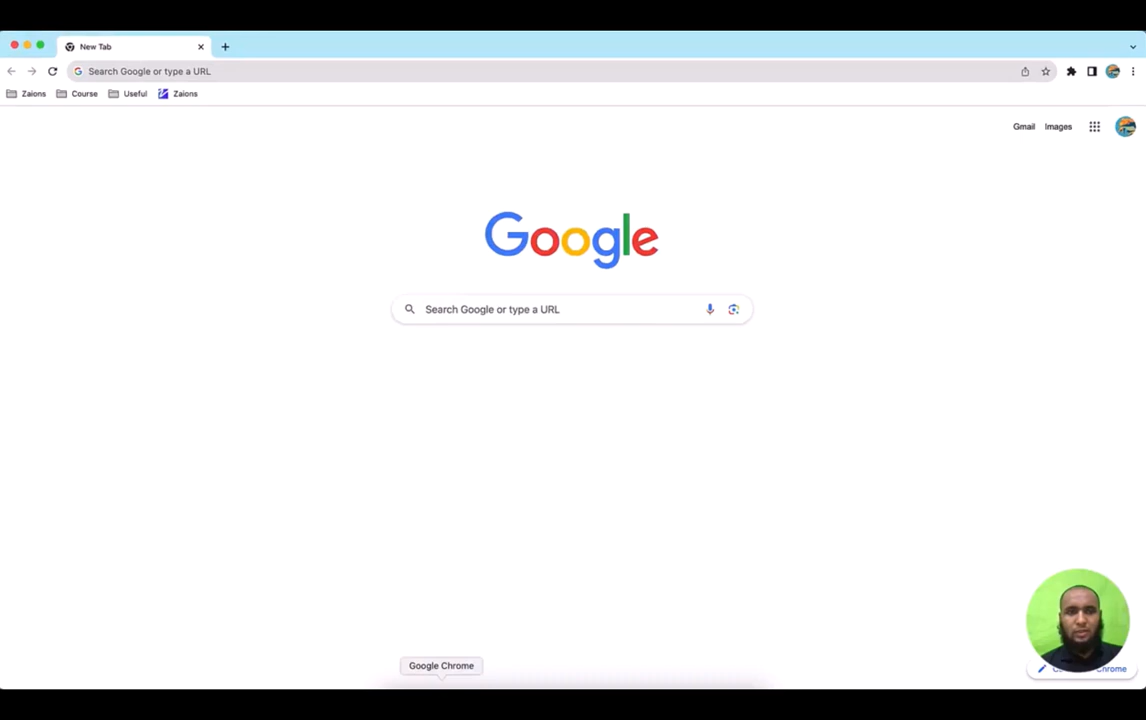 New Tab
Search Google or type a URL
Zaions
Course
Useful
Zaions
Gmail
Images
Google
Search Google or type a URL
Google Chrome
Chrome